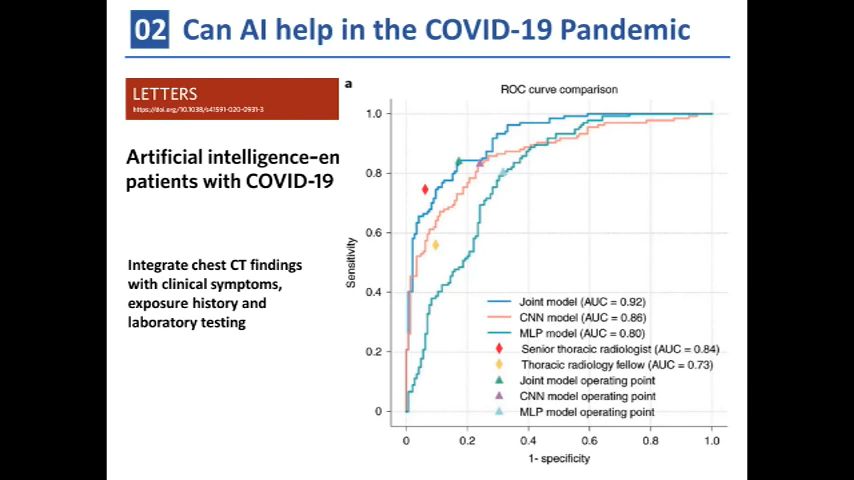 02 Can AI help in the COVID-19 Pandemic
LETTERS
https://doi.org/10.1038/s41591-020-0931-3
Artificial intelligence–en
patients with COVID-19
Integrate chest CT findings
with clinical symptoms,
exposure history and
laboratory testing
a
ROC curve comparison
Sensitivity
1.0
0.8
0.6
0.4
0.2
0
Joint model (AUC = 0.92)
CNN model (AUC = 0.86)
MLP model (AUC = 0.80)
Senior thoracic radiologist (AUC = 0.84)
Thoracic radiology fellow (AUC = 0.73)
Joint model operating point
CNN model operating point
MLP model operating point
0 0.2 0.4 0.6 0.8 1.0
1- specificity